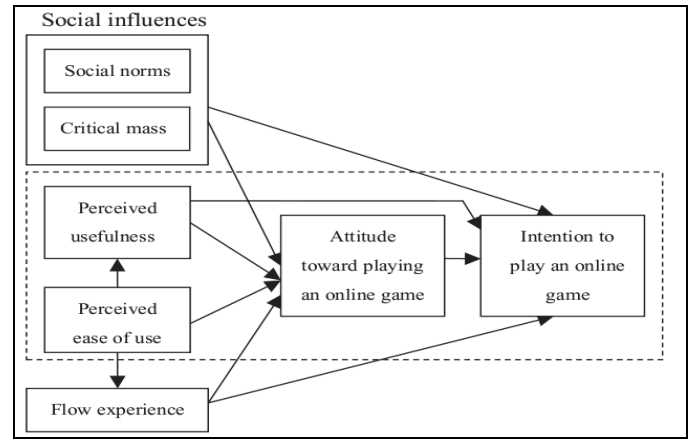 Social influences
Social norms
Critical mass
Perceived
usefulness
Perceived
ease of use
Flow experience
Attitude
toward playing
an online game
Intention to
play an online
game